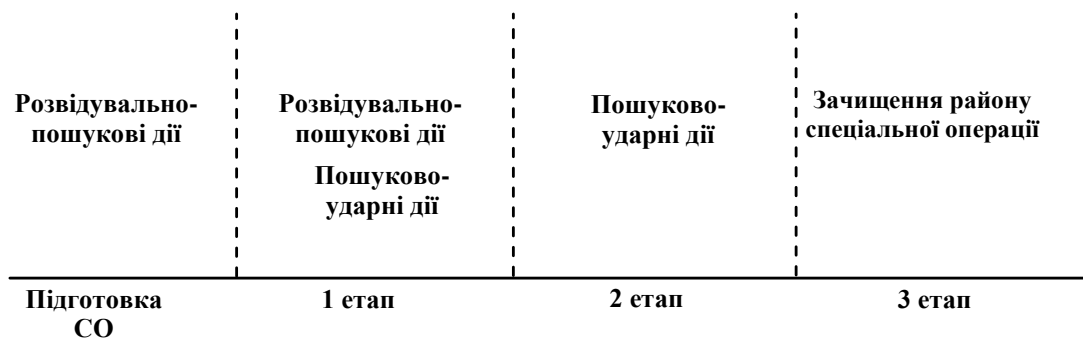 Розвідувально-
пошукові дії
Розвідувально-
пошукові дії
Пошуково-
ударні дії
Пошуково-
ударні дії
Зачищення району
спеціальної операції
Підготовка
СО
1 етап
2 етап
3 етап